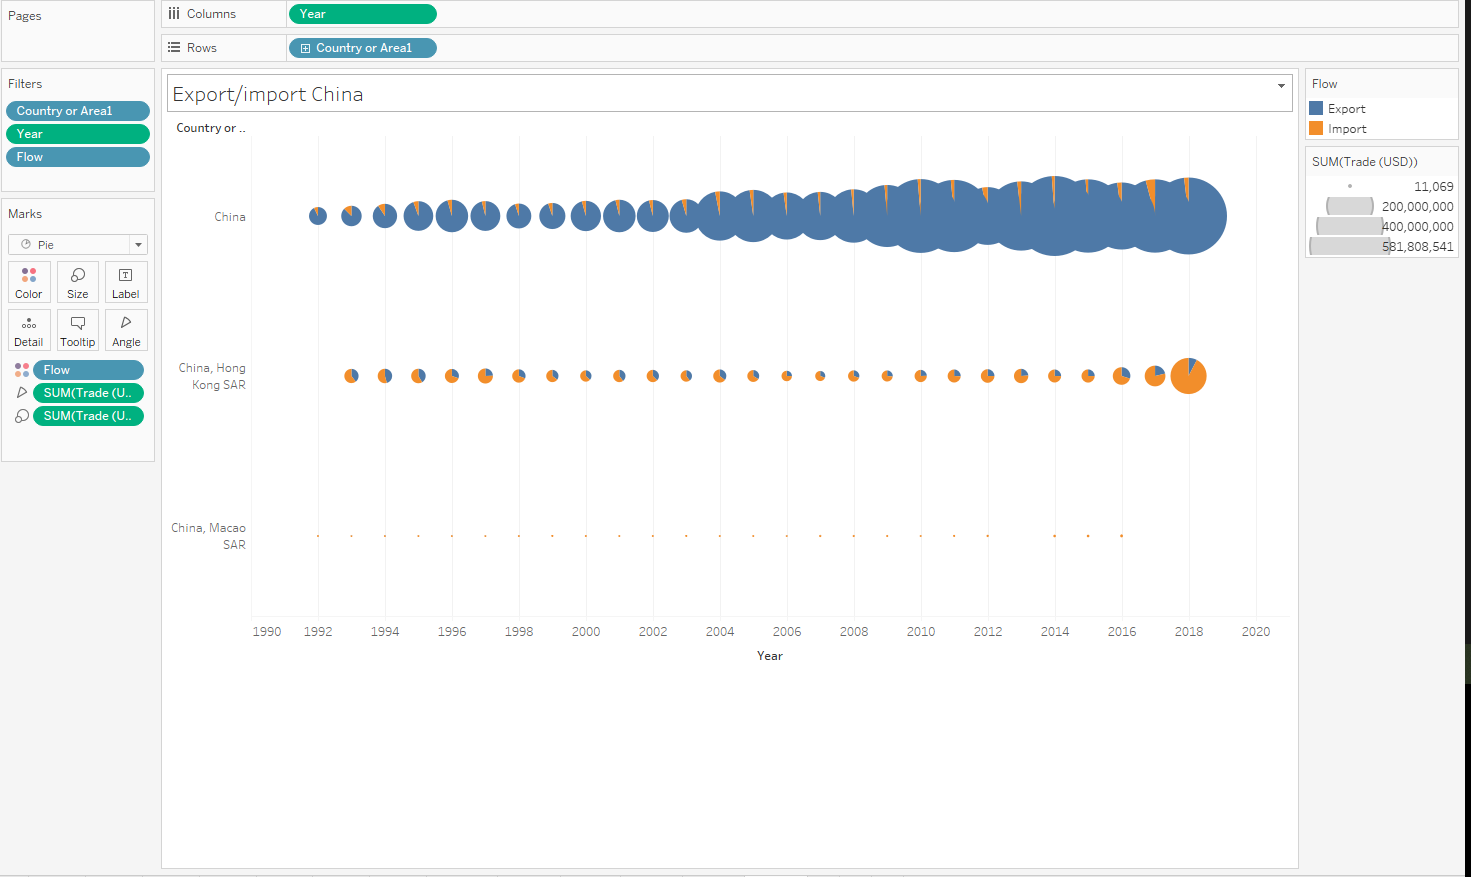 Pages
Columns
Year
Rows
Country or Area1
Filters
Country or Area1
Year
Flow
Marks
Pie
Color
Size
Label
Detail
Tooltip
Angle
Flow
SUM(Trade (U..
SUM(Trade (U..
Export/import China
Country or ..
China
China, Hong
Kong SAR
China, Macao
SAR
1990 1992 1994 1996 1998 2000 2002 2004 2006 2008 2010 2012 2014 2016 2018 2020
Year
Flow
Export
Import
SUM(Trade (USD))
11,069
200,000,000
400,000,000
581,808,541